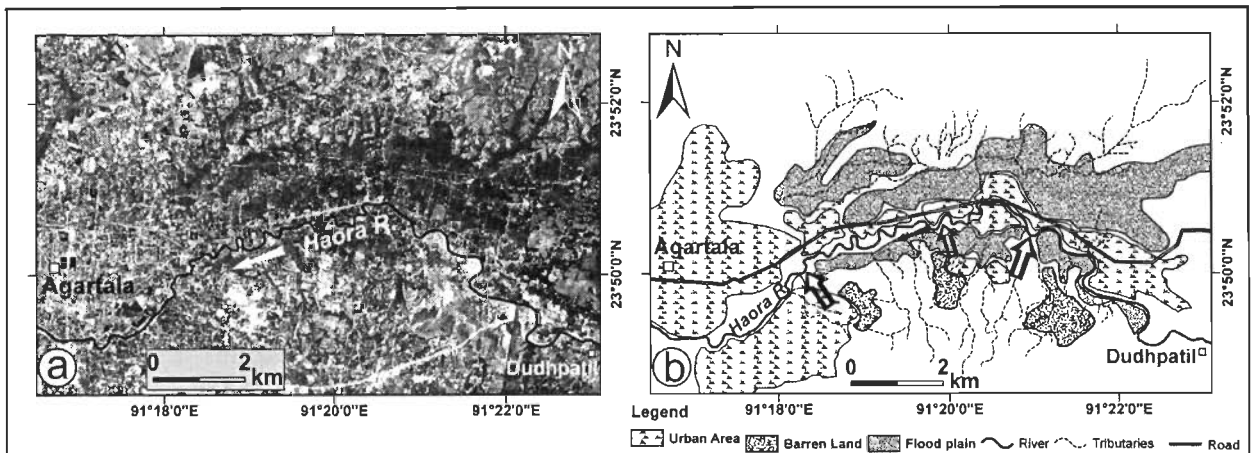 N
Haora R.
Agartala
Dudhpatil
a
0 2
km
91°18'0"E 91°20'0"E 91°22'0"E
23°52'0"N
23°50'0"N
N
Agartala
Haora R.
Dudhpatil
b
0 2
km
91°18'0"E 91°20'0"E 91°22'0"E
23°52'0"N
23°50'0"N
Legend
Urban Area Barren Land Flood plain River Tributaries Road